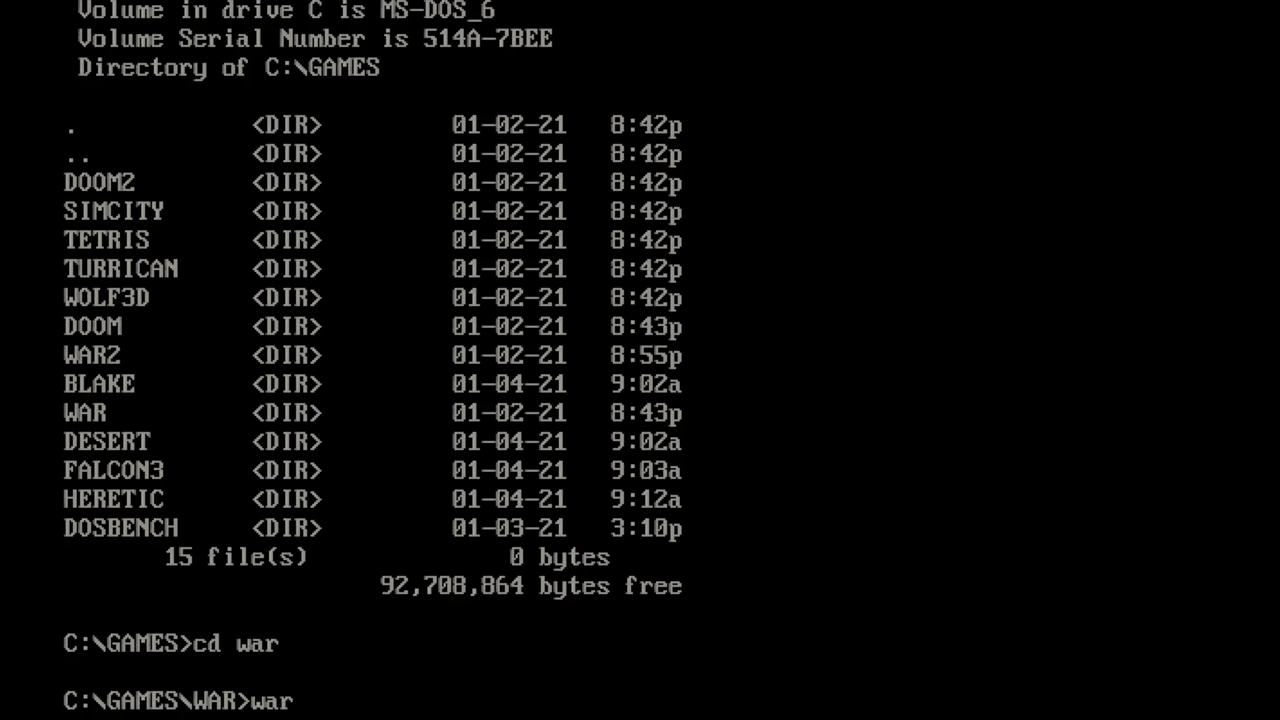 Volume in drive C is MS-DOS_6
Volume Serial Number is 514A-7BEE
Directory of C:\GAMES
. <DIR> 01-02-21 8:42p
.. <DIR> 01-02-21 8:42p
DOOM2 <DIR> 01-02-21 8:42p
SIMCITY <DIR> 01-02-21 8:42p
TETRIS <DIR> 01-02-21 8:42p
TURRICAN <DIR> 01-02-21 8:42p
WOLF3D <DIR> 01-02-21 8:42p
DOOM <DIR> 01-02-21 8:43p
WAR2 <DIR> 01-02-21 8:55p
BLAKE <DIR> 01-04-21 9:02a
WAR <DIR> 01-02-21 8:43p
DESERT <DIR> 01-04-21 9:02a
FALCON3 <DIR> 01-04-21 9:03a
HERETIC <DIR> 01-04-21 9:12a
DOSBENCH <DIR> 01-03-21 3:10p
15 file(s) 0 bytes
92,708,864 bytes free
C:\GAMES>cd war
C:\GAMES\WAR>war